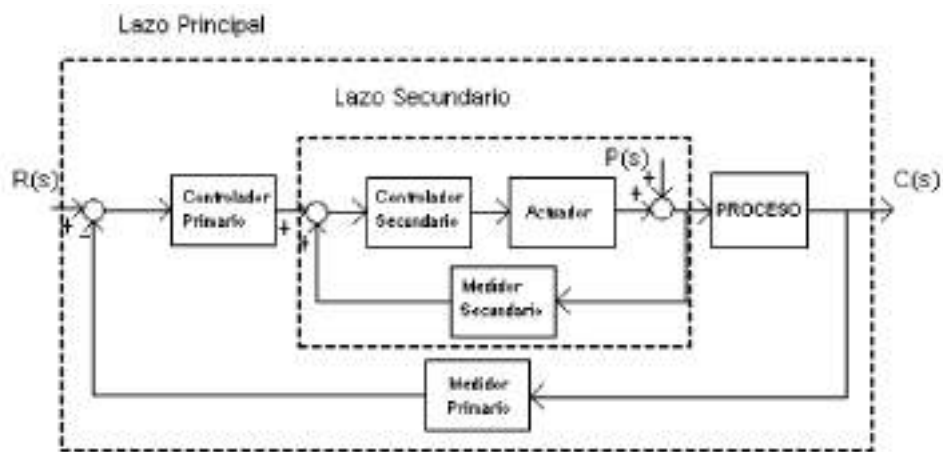 Lazo Principal
Lazo Secundario
P(s)
+
+
R(s)
+
-
Controlador
Primario
+
+
Controlador
Secundario
Actuador
PROCESO
C(s)
Medidor
Secundario
Medidor
Primario